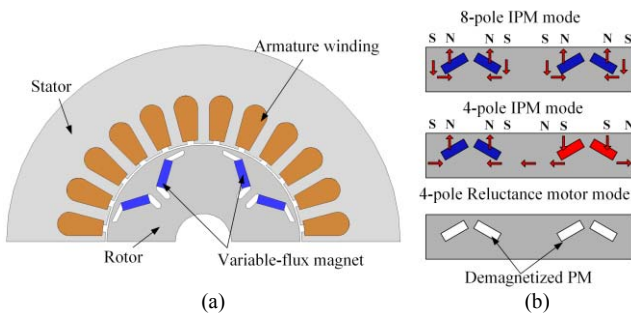 Armature winding
Stator
Rotor
Variable-flux magnet
(a)
8-pole IPM mode
S N N S S N N S
4-pole IPM mode
S N N S N S S N
4-pole Reluctance motor mode
Demagnetized PM
(b)